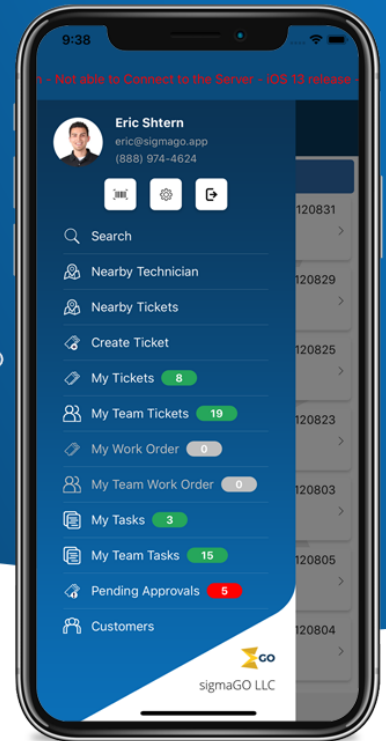 9:38
- Not able to Connect to the Server - iOS 13 release
Eric Shtern
eric@sigmago.app
(888) 974-4624
120831
Search
Nearby Technician
120829
Nearby Tickets
Create Ticket
120825
My Tickets 8
My Team Tickets 19
120823
My Work Order 0
My Team Work Order 0
120803
My Tasks 3
My Team Tasks 15
120805
Pending Approvals 5
Customers
120804
GO
sigmaGO LLC